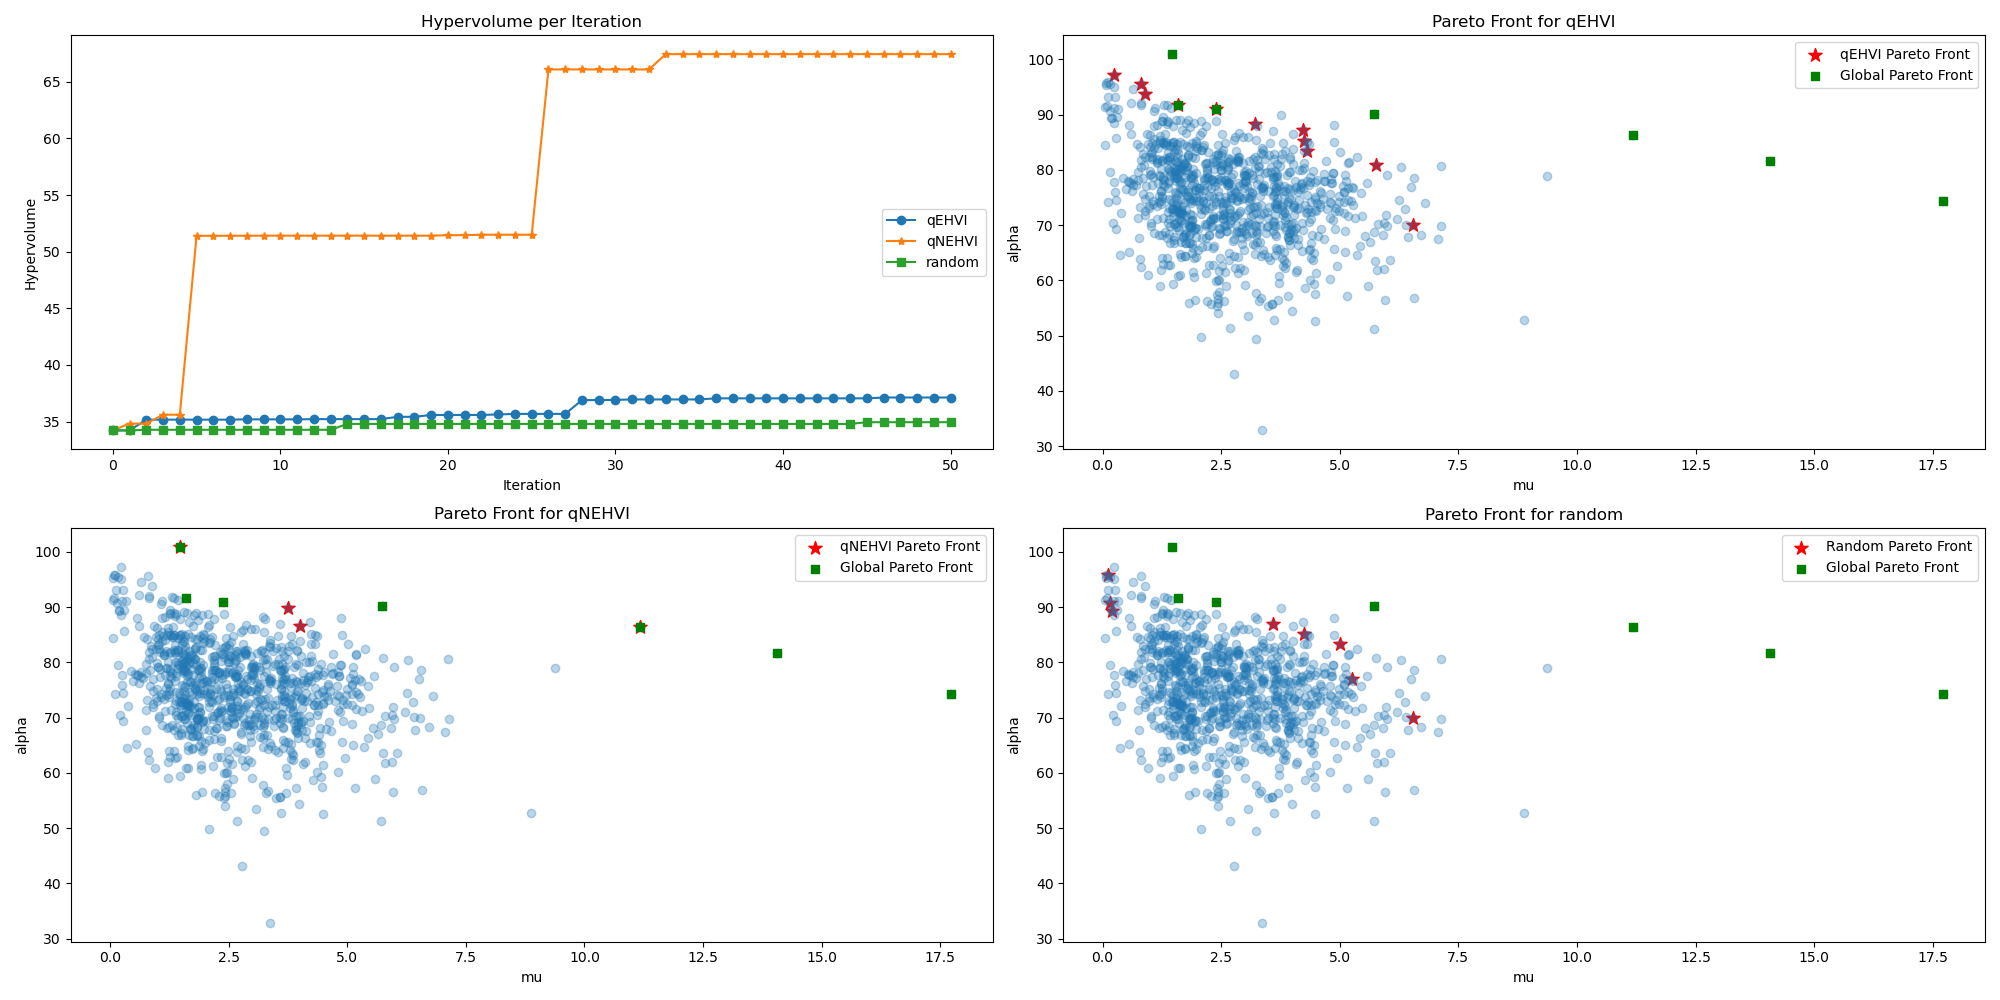 Hypervolume per Iteration
Hypervolume
65
60
55
50
45
40
35
qEHVI
qNEHVI
random
0 10 20 30 40 50
Iteration
Pareto Front for qEHVI
alpha
100
90
80
70
60
50
40
30
qEHVI Pareto Front
Global Pareto Front
0.0 2.5 5.0 7.5 10.0 12.5 15.0 17.5
mu
Pareto Front for qNEHVI
alpha
100
90
80
70
60
50
40
30
qNEHVI Pareto Front
Global Pareto Front
0.0 2.5 5.0 7.5 10.0 12.5 15.0 17.5
mu
Pareto Front for random
alpha
100
90
80
70
60
50
40
30
Random Pareto Front
Global Pareto Front
0.0 2.5 5.0 7.5 10.0 12.5 15.0 17.5
mu